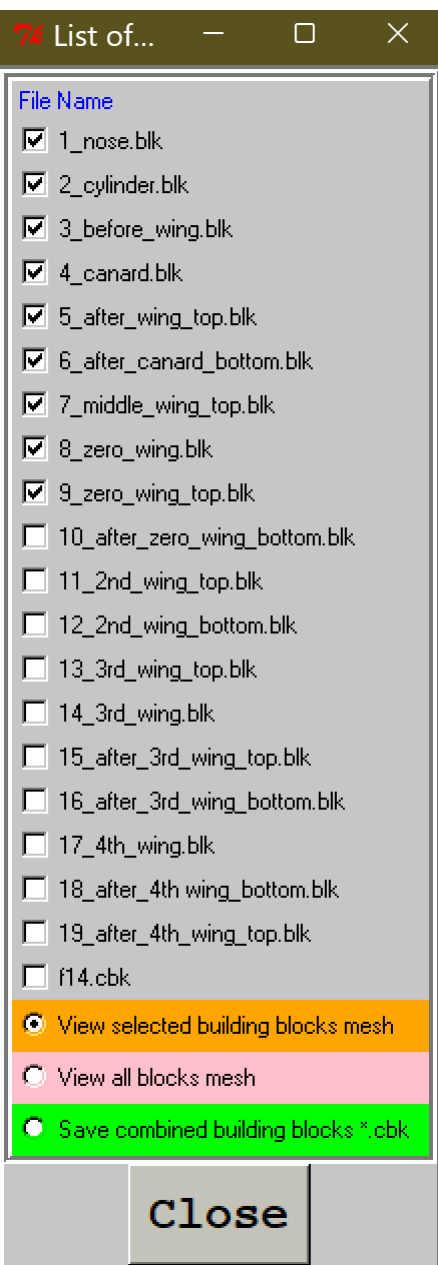 List of...
File Name
1_nose.blk
2_cylinder.blk
3_before_wing.blk
4_canard.blk
5_after_wing_top.blk
6_after_canard_bottom.blk
7_middle_wing_top.blk
8_zero_wing.blk
9_zero_wing_top.blk
10_after_zero_wing_bottom.blk
11_2nd_wing_top.blk
12_2nd_wing_bottom.blk
13_3rd_wing_top.blk
14_3rd_wing.blk
15_after_3rd_wing_top.blk
16_after_3rd_wing_bottom.blk
17_4th_wing.blk
18_after_4th wing_bottom.blk
19_after_4th_wing_top.blk
f14.cbk
View selected building blocks mesh
View all blocks mesh
Save combined building blocks *.cbk
Close